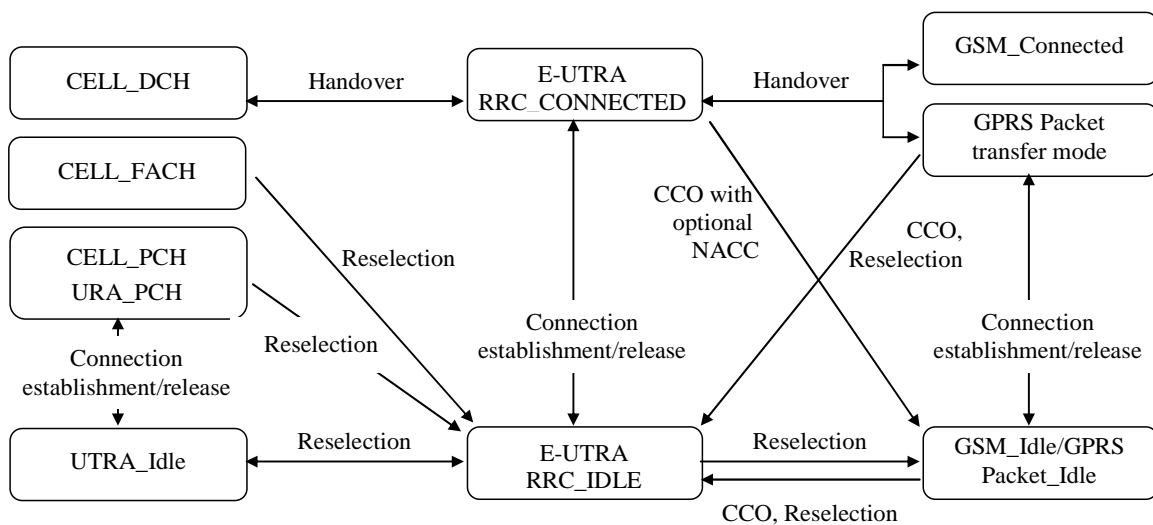 GSM_Connected
CELL_DCH
Handover
E-UTRA
RRC_CONNECTED
Handover
GPRS Packet
transfer mode
CELL_FACH
CCO with
optional
NACC
CCO,
Reselection
CELL_PCH
URA_PCH
Reselection
Reselection
Connection
establishment/release
Connection
establishment/release
Connection
establishment/release
UTRA_Idle
Reselection
E-UTRA
RRC_IDLE
Reselection
GSM_Idle/GPRS
Packet_Idle
CCO, Reselection